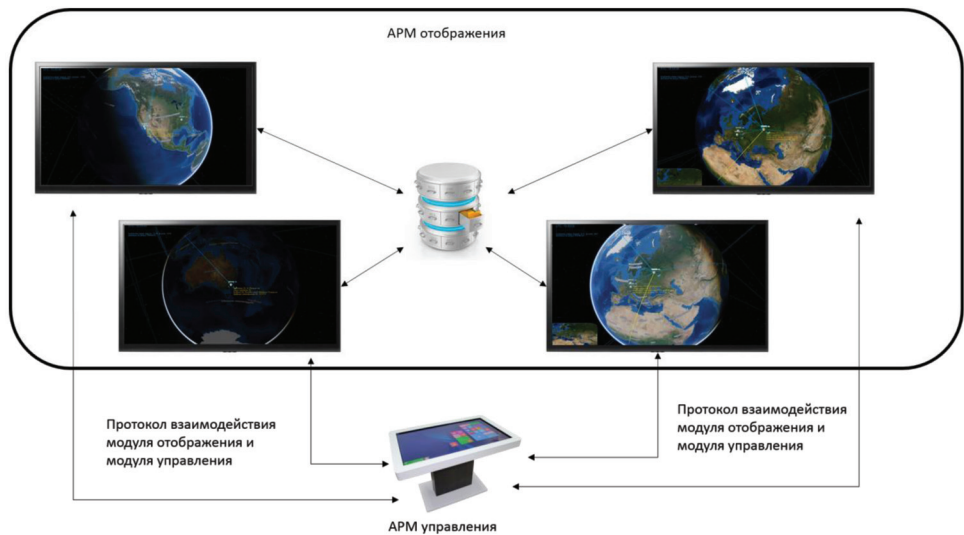 АРМ отображения
Протокол взаимодействия
модуля отображения и
модуля управления
Протокол взаимодействия
модуля отображения и
модуля управления
АРМ управления